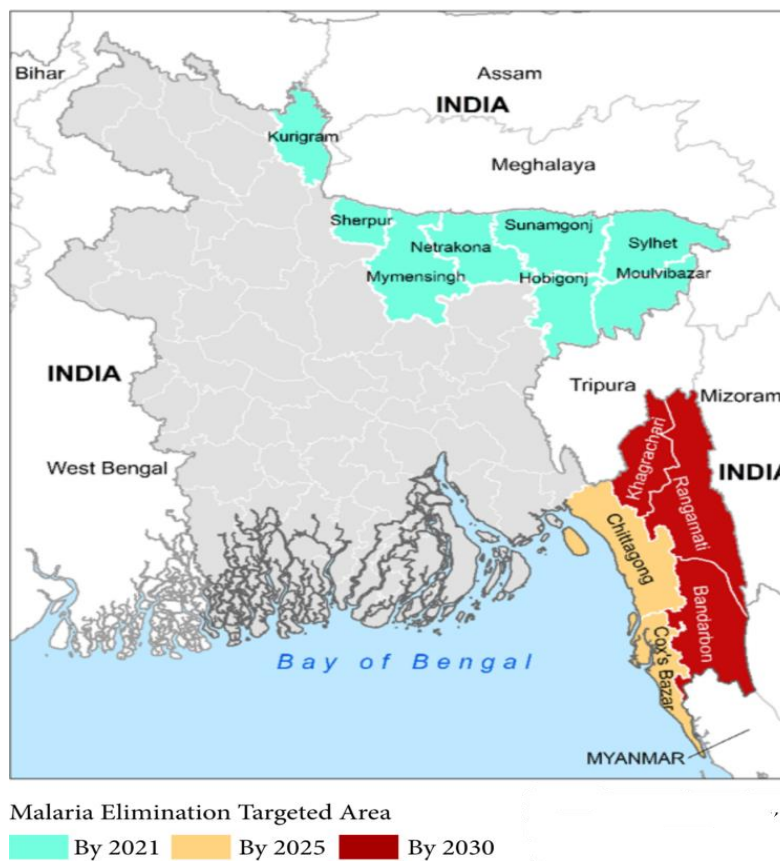 Bihar
Assam
INDIA
Kurigram
Meghalaya
Sherpur
Sunamgonj
Netrakona
Sylhet
Mymensingh
Hobigonj
Moulvibazar
INDIA
Tripura
Mizoram
West Bengal
INDIA
Khagrachari
Rangamati
Chittagong
Bandarbon
Cox's Bazar
Bay of Bengal
MYANMAR
Malaria Elimination Targeted Area
By 2021 By 2025 By 2030